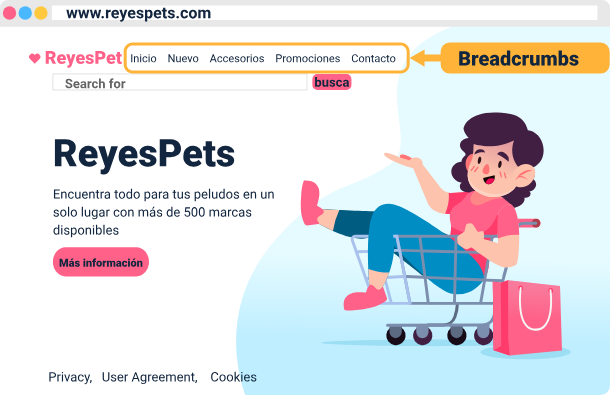 www.reyespets.com
ReyesPet Inicio Nuevo Accesorios Promociones Contacto Breadcrumbs
Search for busca
ReyesPets
Encuentra todo para tus peludos en un
solo lugar con más de 500 marcas
disponibles
Más información
Privacy, User Agreement, Cookies